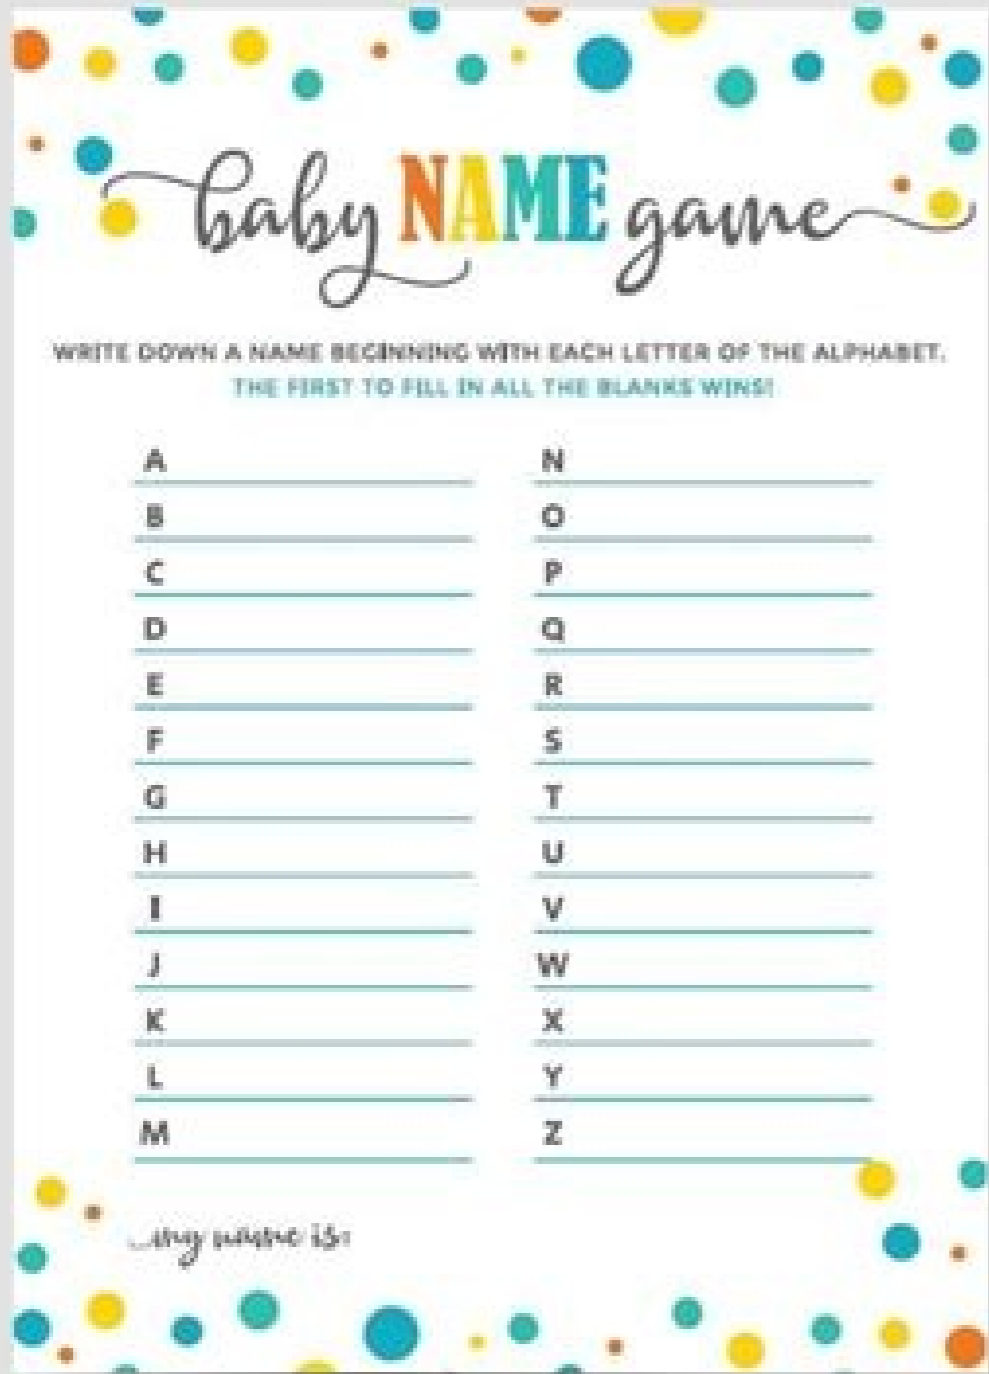 baby NAME game
WRITE DOWN A NAME BEGINNING WITH EACH LETTER OF THE ALPHABET.
THE FIRST TO FILL IN ALL THE BLANKS WINS!
A
B
C
D
E
F
G
H
I
J
K
L
M
N
O
P
Q
R
S
T
U
V
W
X
Y
Z
my name is: